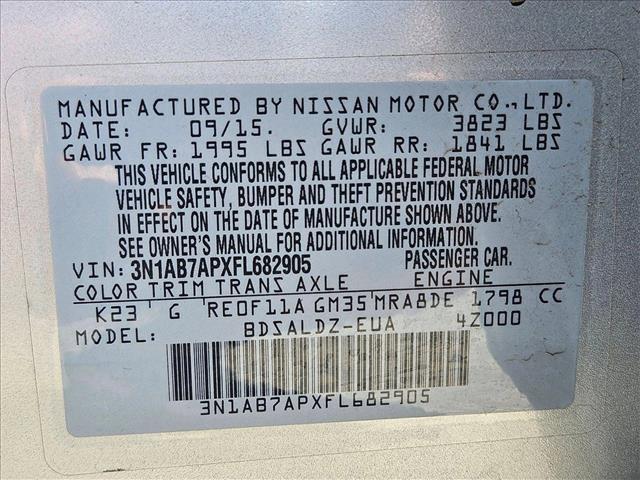 MANUFACTURED BY NISSAN MOTOR CO., LTD.
DATE: 09/15. GVWR: 3823 LBS
GAWR FR: 1995 LBS GAWR RR: 1841 LBS
THIS VEHICLE CONFORMS TO ALL APPLICABLE FEDERAL MOTOR
VEHICLE SAFETY, BUMPER AND THEFT PREVENTION STANDARDS
IN EFFECT ON THE DATE OF MANUFACTURE SHOWN ABOVE.
SEE OWNER'S MANUAL FOR ADDITIONAL INFORMATION.
VIN: 3N1AB7APXFL682905 PASSENGER CAR.
COLOR TRIM TRANS AXLE ENGINE
K23 G RE0F11A GM35 MRA8DE 1798 CC
MODEL: BDSALDZ-EUA 4Z000
3N1AB7APXFL682905